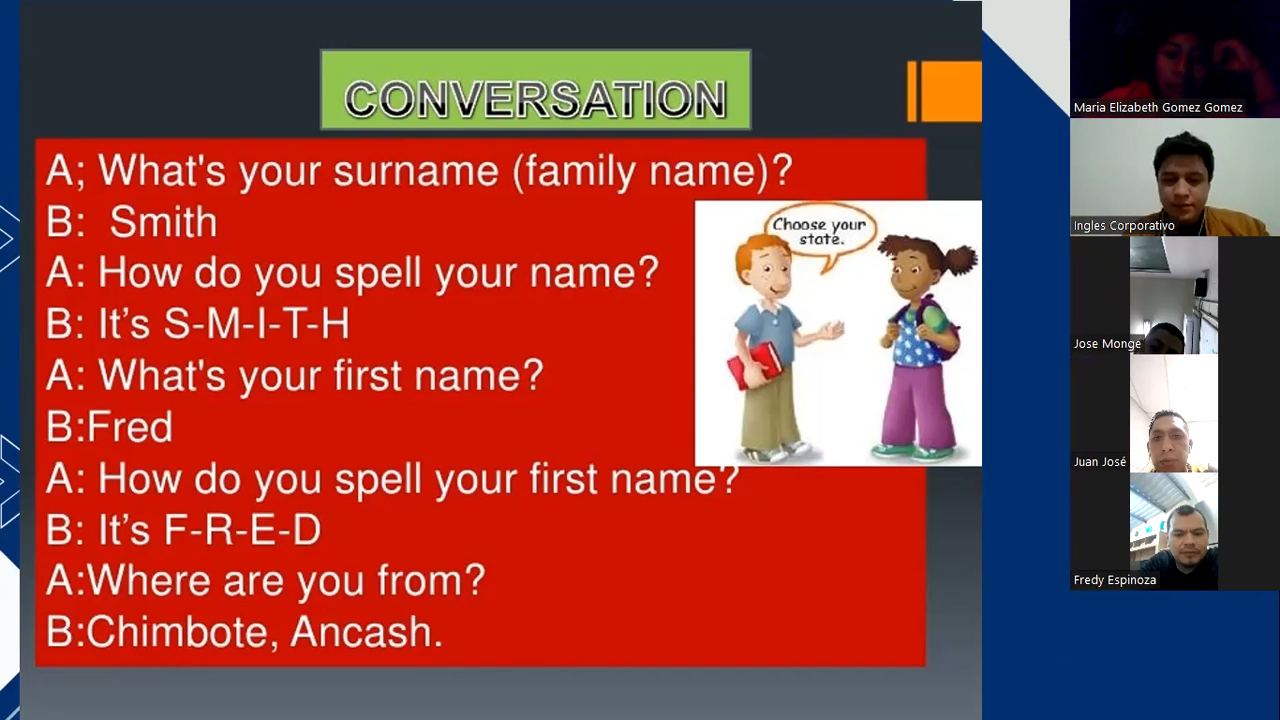 CONVERSATION
A; What's your surname (family name)?
B: Smith
A: How do you spell your name?
B: It’s S-M-I-T-H
A: What's your first name?
B:Fred
A: How do you spell your first name?
B: It’s F-R-E-D
A:Where are you from?
B:Chimbote, Ancash.
Choose your
state.
Maria Elizabeth Gomez Gomez
Ingles Corporativo
Jose Monge
Juan José
Fredy Espinoza